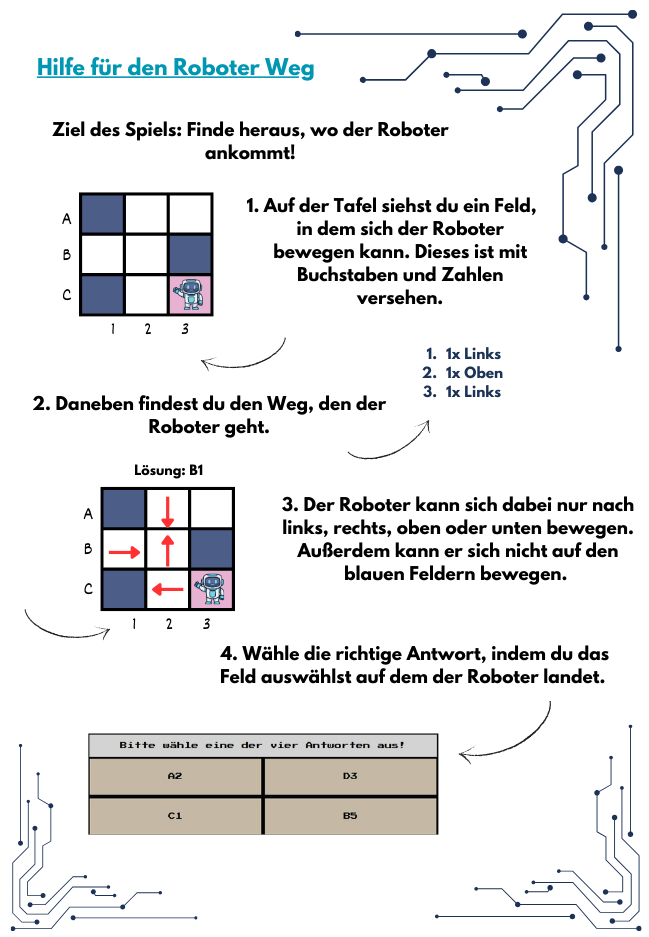 Hilfe für den Roboter Weg
Ziel des Spiels: Finde heraus, wo der Roboter
ankommt!
A
B
C
1 2 3
1. Auf der Tafel siehst du ein Feld,
in dem sich der Roboter
bewegen kann. Dieses ist mit
Buchstaben und Zahlen
versehen.
1. 1x Links
2. 1x Oben
3. 1x Links
2. Daneben findest du den Weg, den der
Roboter geht.
Lösung: B1
A
B
C
1 2 3
3. Der Roboter kann sich dabei nur nach
links, rechts, oben oder unten bewegen.
Außerdem kann er sich nicht auf den
blauen Feldern bewegen.
4. Wähle die richtige Antwort, indem du das
Feld auswählst auf dem der Roboter landet.
Bitte wähle eine der vier Antworten aus!
A2 D3
C1 B5